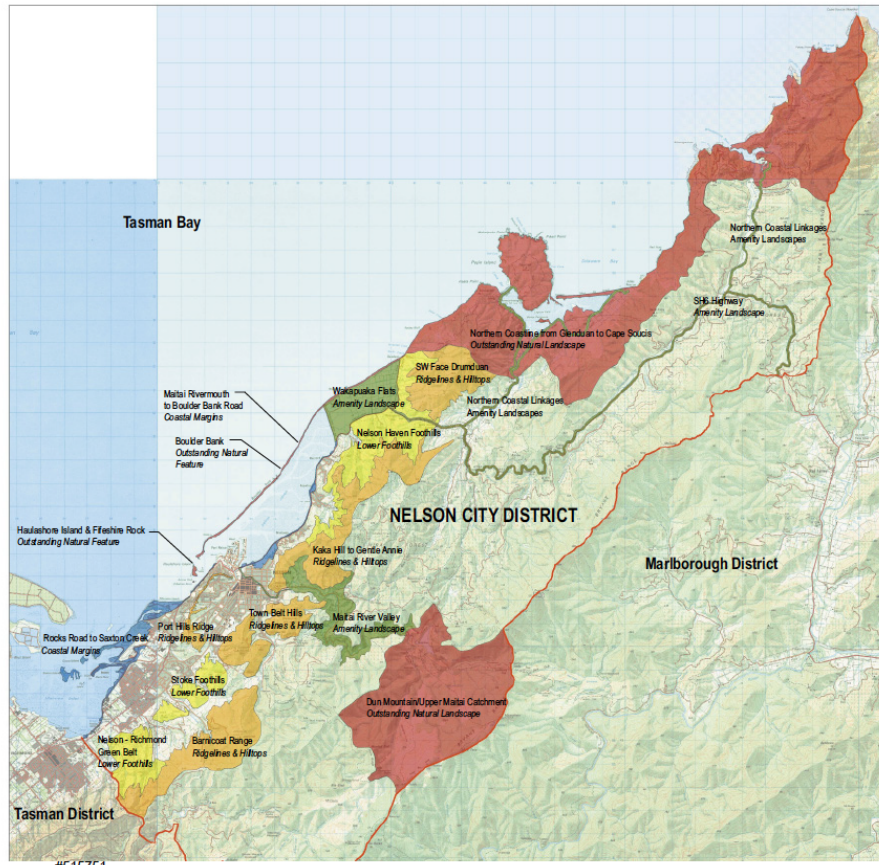 Tasman Bay
Northern Coastal Linkages
Amenity Landscapes
SH6 Highway
Amenity Landscape
Northern Coastline from Glenduan to Cape Soucis
Outstanding Natural Landscape
SW Face Drumduan
Ridgelines & Hilltops
Wakapuaka Flats
Amenity Landscape
Northern Coastal Linkages
Amenity Landscapes
Maitai Rivermouth
to Boulder Bank Road
Coastal Margins
Nelson Haven Foothills
Lower Foothills
Boulder Bank
Outstanding Natural
Feature
NELSON CITY DISTRICT
Haulashore Island & Fifeshire Rock
Outstanding Natural Feature
Kaka Hill to Gentle Annie
Ridgelines & Hilltops
Marlborough District
Town Belt Hills
Ridgelines & Hilltops
Maitai River Valley
Amenity Landscape
Port Hills Ridge
Ridgelines & Hilltops
Rocks Road to Saxton Creek
Coastal Margins
Stoke Foothills
Lower Foothills
Dun Mountain/Upper Maitai Catchment
Outstanding Natural Landscape
Nelson - Richmond
Green Belt
Lower Foothills
Barnicoat Range
Ridgelines & Hilltops
Tasman District